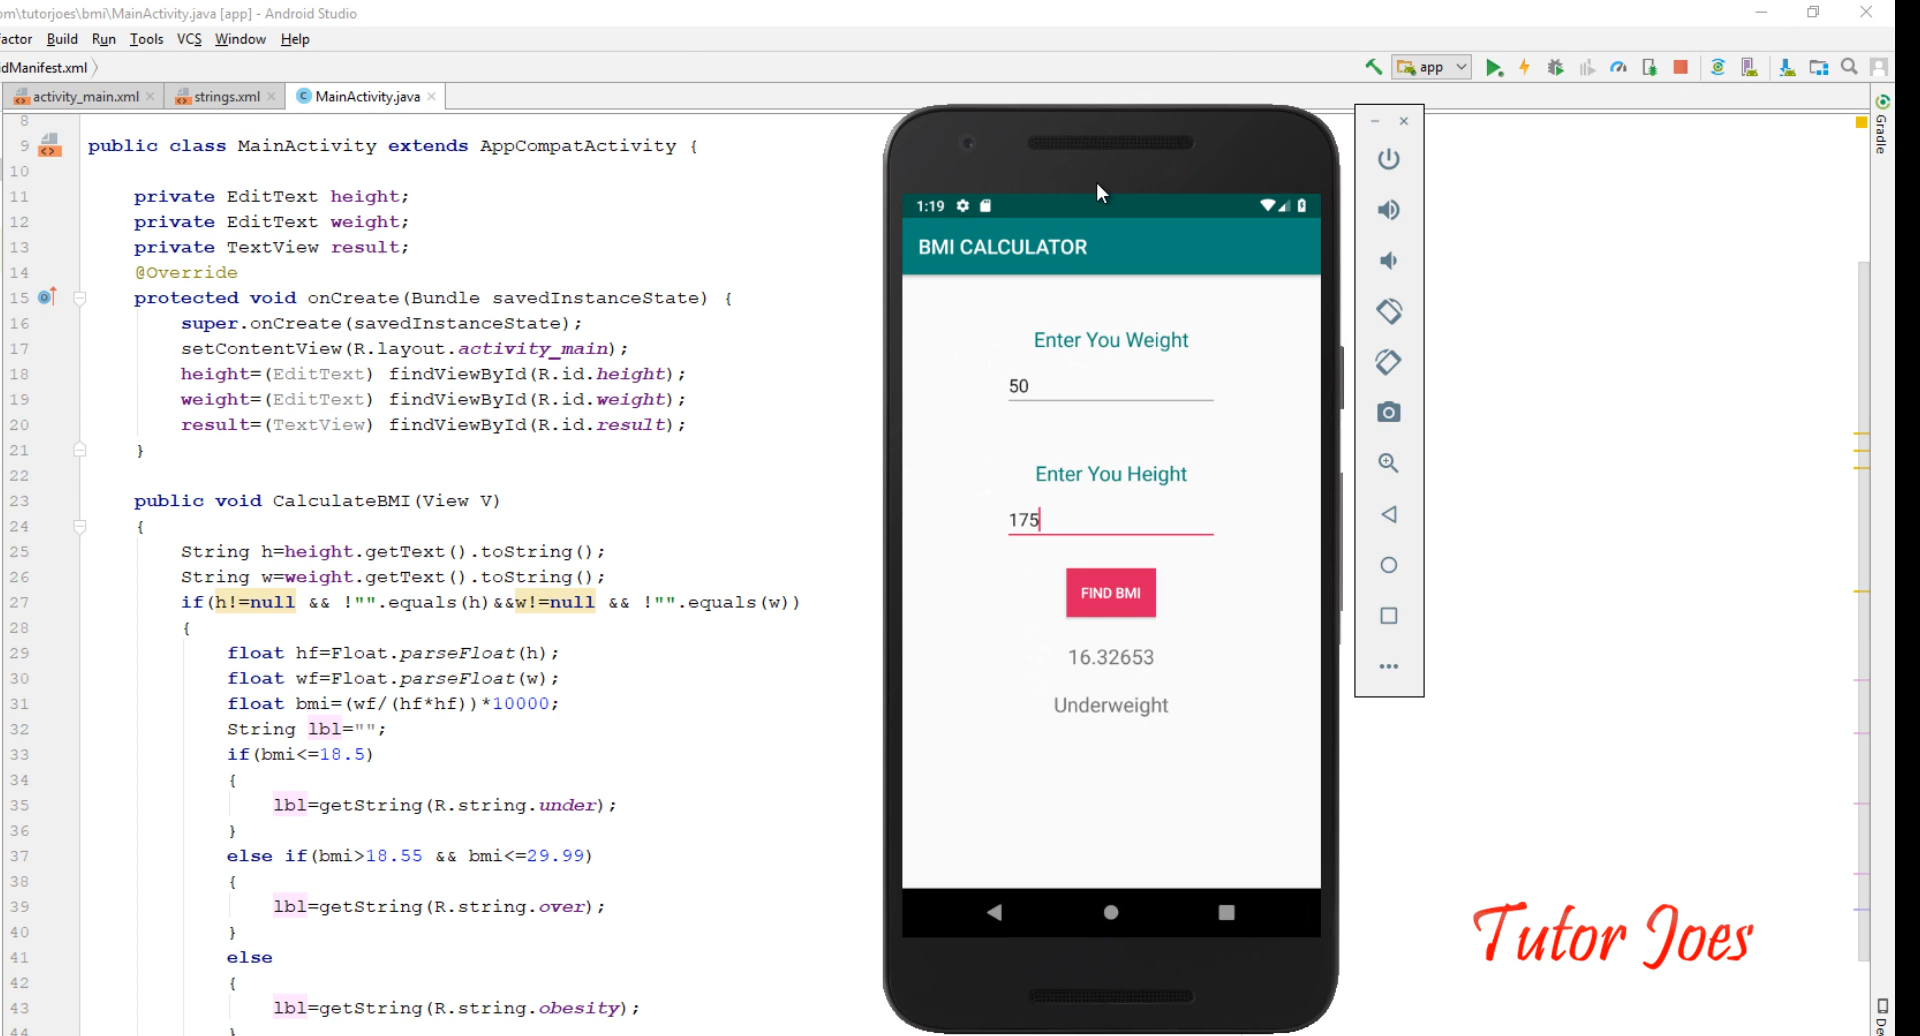 om\tutorjoes\bmi\MainActivity.java [app] - Android Studio
actor Build Run Tools VCS Window Help
idManifest.xml
app
activity_main.xml
strings.xml
MainActivity.java
8
9 public class MainActivity extends AppCompatActivity {
10
11 private EditText height;
12 private EditText weight;
13 private TextView result;
14 @Override
15 protected void onCreate(Bundle savedInstanceState) {
16 super.onCreate(savedInstanceState);
17 setContentView(R.layout.activity_main);
18 height=(EditText) findViewById(R.id.height);
19 weight=(EditText) findViewById(R.id.weight);
20 result=(TextView) findViewById(R.id.result);
21 }
22
23 public void CalculateBMI(View V)
24 {
25 String h=height.getText().toString();
26 String w=weight.getText().toString();
27 if(h!=null && !"".equals(h)&&w!=null && !"".equals(w))
28 {
29 float hf=Float.parseFloat(h);
30 float wf=Float.parseFloat(w);
31 float bmi=(wf/(hf*hf))*10000;
32 String lbl="";
33 if(bmi<=18.5)
34 {
35 lbl=getString(R.string.under);
36 }
37 else if(bmi>18.55 && bmi<=29.99)
38 {
39 lbl=getString(R.string.over);
40 }
41 else
42 {
43 lbl=getString(R.string.obesity);
44 }
1:19
BMI CALCULATOR
Enter You Weight
50
Enter You Height
175
FIND BMI
16.32653
Underweight
Gradle
Tutor Joes
De